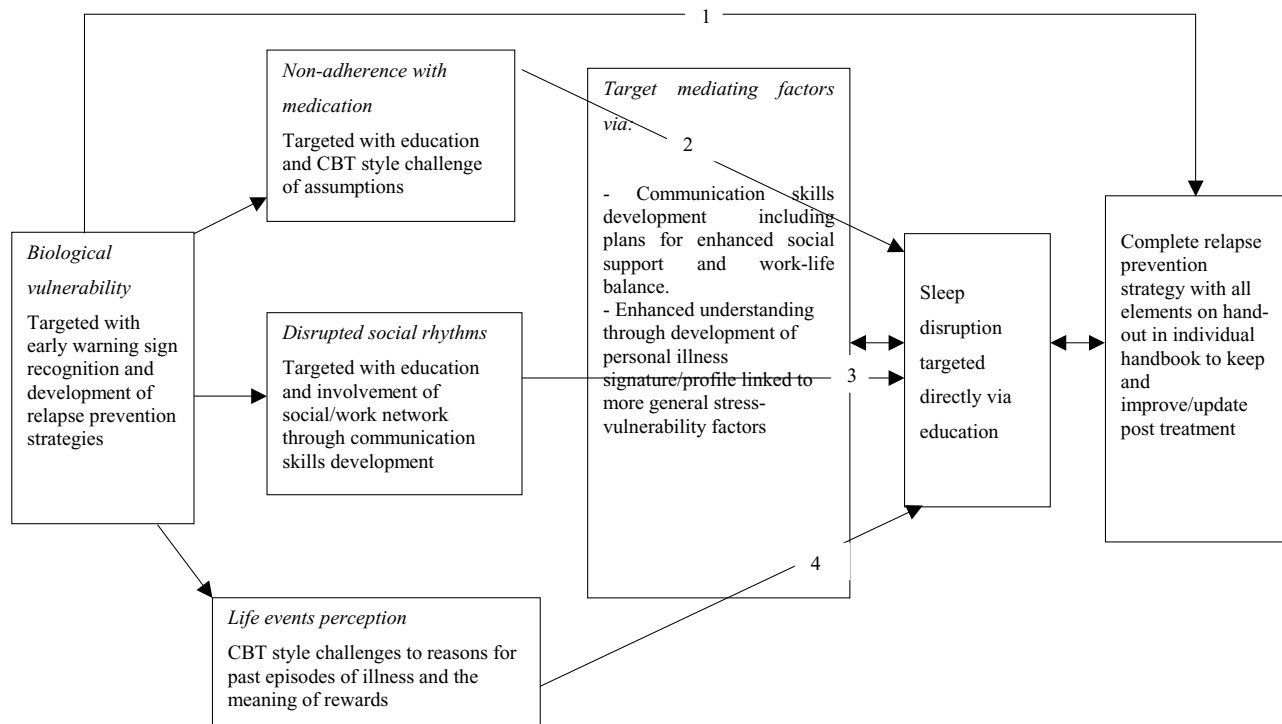 1
Non-adherence with
medication
Targeted with education
and CBT style challenge
of assumptions
Target mediating factors
via:
2
- Communication skills
development including
plans for enhanced social
support and work-life
balance.
- Enhanced understanding
through development of
personal illness
signature/profile linked to
more general stress-
vulnerability factors
Biological
vulnerability
Targeted with
early warning sign
recognition and
development of
relapse prevention
strategies
Disrupted social rhythms
Targeted with education
and involvement of
social/work network
through communication
skills development
3
Sleep
disruption
targeted
directly via
education
Complete relapse
prevention
strategy with all
elements on hand-
out in individual
handbook to keep
and
improve/update
post treatment
4
Life events perception
CBT style challenges to reasons for
past episodes of illness and the
meaning of rewards